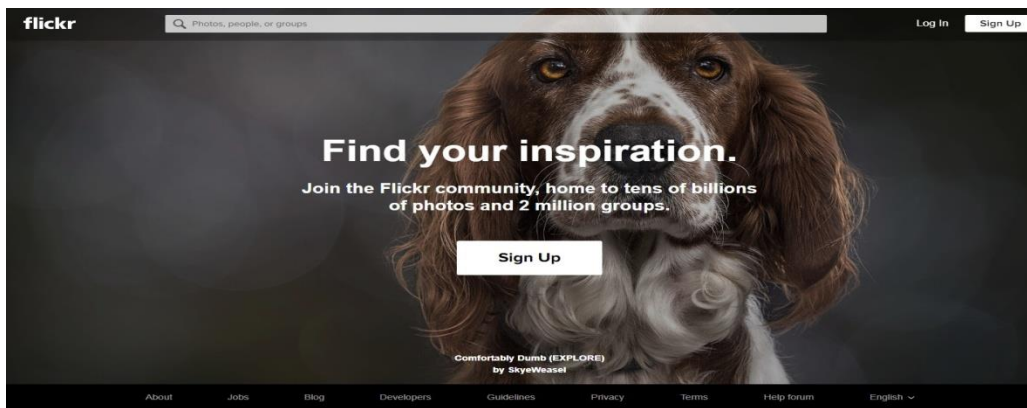 flickr
Photos, people, or groups
Log In
Sign Up
Find your inspiration.
Join the Flickr community, home to tens of billions
of photos and 2 million groups.
Sign Up
Comfortably Dumb (EXPLORE)
by SkyeWeasel
About Jobs Blog Developers Guidelines Privacy Terms Help forum English